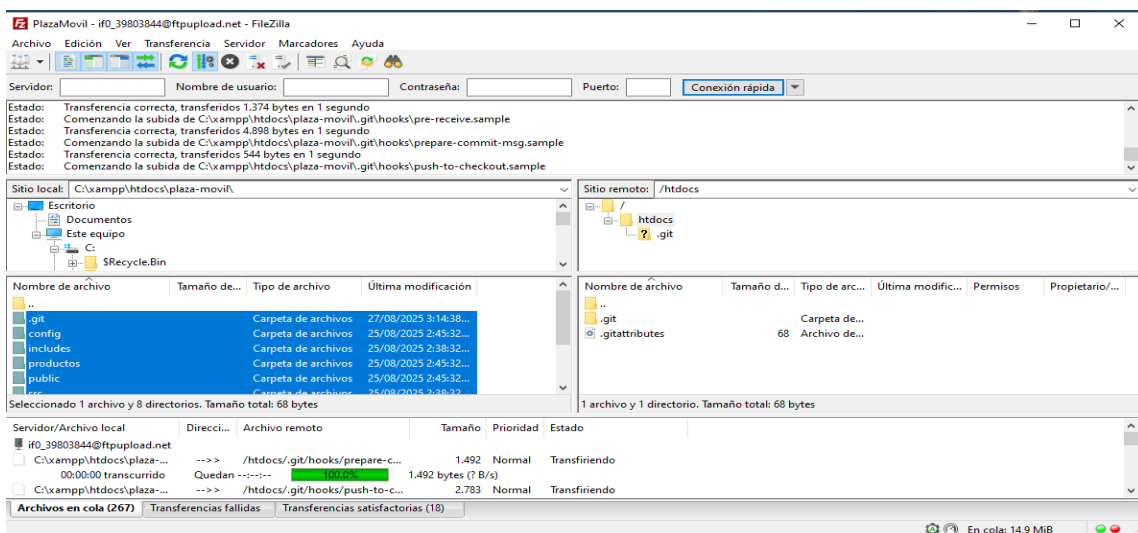 PlazaMovil - if0_39803844@ftpupload.net - FileZilla
Archivo Edición Ver Transferencia Servidor Marcadores Ayuda
Servidor: Nombre de usuario: Contraseña: Puerto: Conexión rápida
Estado: Transferencia correcta, transferidos 1.374 bytes en 1 segundo
Estado: Comenzando la subida de C:\xampp\htdocs\plaza-movil\.git\hooks\pre-receive.sample
Estado: Transferencia correcta, transferidos 4.898 bytes en 1 segundo
Estado: Comenzando la subida de C:\xampp\htdocs\plaza-movil\.git\hooks\prepare-commit-msg.sample
Estado: Transferencia correcta, transferidos 544 bytes en 1 segundo
Estado: Comenzando la subida de C:\xampp\htdocs\plaza-movil\.git\hooks\push-to-checkout.sample
Sitio local: C:\xampp\htdocs\plaza-movil\
Escritorio
Documentos
Este equipo
C:
$Recycle.Bin
Sitio remoto: /htdocs
/
htdocs
? .git
Nombre de archivo Tamaño de... Tipo de archivo Última modificación
..
.git Carpeta de archivos 27/08/2025 3:14:38...
config Carpeta de archivos 25/08/2025 2:45:32...
includes Carpeta de archivos 25/08/2025 2:38:32...
productos Carpeta de archivos 25/08/2025 2:45:32...
public Carpeta de archivos 25/08/2025 2:45:32...
src Carpeta de archivos 25/08/2025 2:38:32...
Seleccionado 1 archivo y 8 directorios. Tamaño total: 68 bytes
Nombre de archivo Tamaño d... Tipo de arc... Última modific... Permisos Propietario/...
..
.git Carpeta de...
.gitattributes 68 Archivo de...
1 archivo y 1 directorio. Tamaño total: 68 bytes
Servidor/Archivo local Direcci... Archivo remoto Tamaño Prioridad Estado
if0_39803844@ftpupload.net
C:\xampp\htdocs\plaza-... -->> /htdocs/.git/hooks/prepare-c... 1.492 Normal Transfiriendo
00:00:00 transcurrido Quedan --:--:-- 100.0% 1.492 bytes (? B/s)
C:\xampp\htdocs\plaza-... -->> /htdocs/.git/hooks/push-to-c... 2.783 Normal Transfiriendo
Archivos en cola (267) Transferencias fallidas Transferencias satisfactorias (18)
En cola: 14.9 MiB